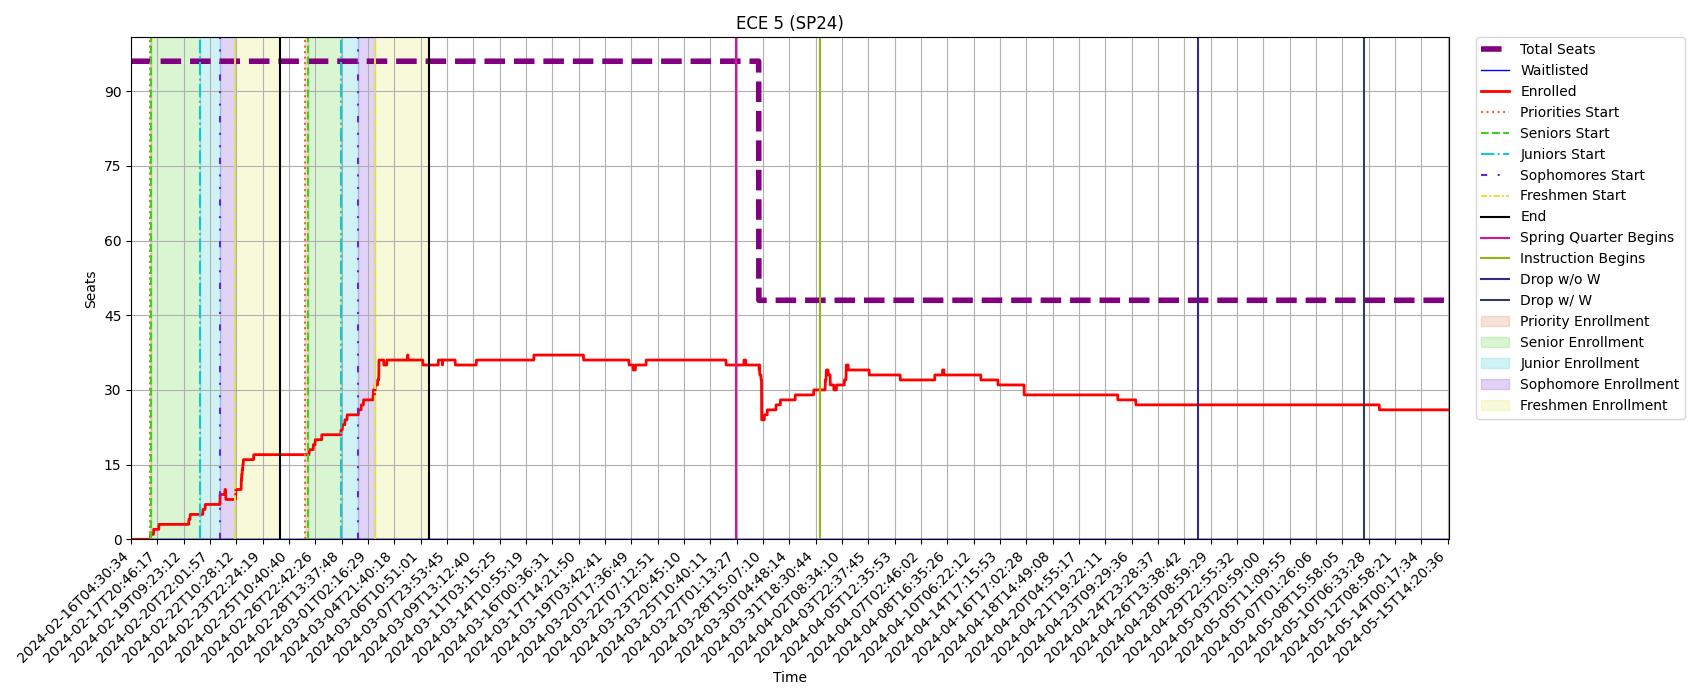 ECE 5 (SP24)
Seats
90
75
60
45
30
15
0
2024-02-16T04:30:34
2024-02-17T20:46:17
2024-02-19T09:23:12
2024-02-20T22:01:57
2024-02-22T10:28:12
2024-02-23T22:24:19
2024-02-25T10:40:40
2024-02-26T22:42:26
2024-02-28T13:37:48
2024-03-01T02:16:29
2024-03-04T21:40:18
2024-03-06T10:51:01
2024-03-07T23:53:45
2024-03-09T13:12:40
2024-03-11T03:15:25
2024-03-14T10:55:19
2024-03-16T00:36:31
2024-03-17T14:21:50
2024-03-19T03:42:41
2024-03-20T17:36:49
2024-03-22T07:12:51
2024-03-23T20:45:10
2024-03-25T10:40:11
2024-03-27T01:13:27
2024-03-28T15:07:10
2024-03-30T04:48:14
2024-03-31T18:30:44
2024-04-02T08:34:10
2024-04-03T22:37:45
2024-04-05T12:35:53
2024-04-07T02:46:02
2024-04-08T16:35:26
2024-04-10T06:22:12
2024-04-14T17:15:53
2024-04-16T17:02:28
2024-04-18T14:49:08
2024-04-20T04:55:17
2024-04-21T19:22:11
2024-04-23T09:29:36
2024-04-24T23:28:37
2024-04-26T13:38:42
2024-04-28T08:59:29
2024-04-29T22:55:32
2024-05-03T20:59:00
2024-05-05T11:09:55
2024-05-07T01:26:06
2024-05-08T15:58:05
2024-05-10T06:33:28
2024-05-12T08:58:21
2024-05-14T00:17:34
2024-05-15T14:20:36
Time
Total Seats
Waitlisted
Enrolled
Priorities Start
Seniors Start
Juniors Start
Sophomores Start
Freshmen Start
End
Spring Quarter Begins
Instruction Begins
Drop w/o W
Drop w/ W
Priority Enrollment
Senior Enrollment
Junior Enrollment
Sophomore Enrollment
Freshmen Enrollment